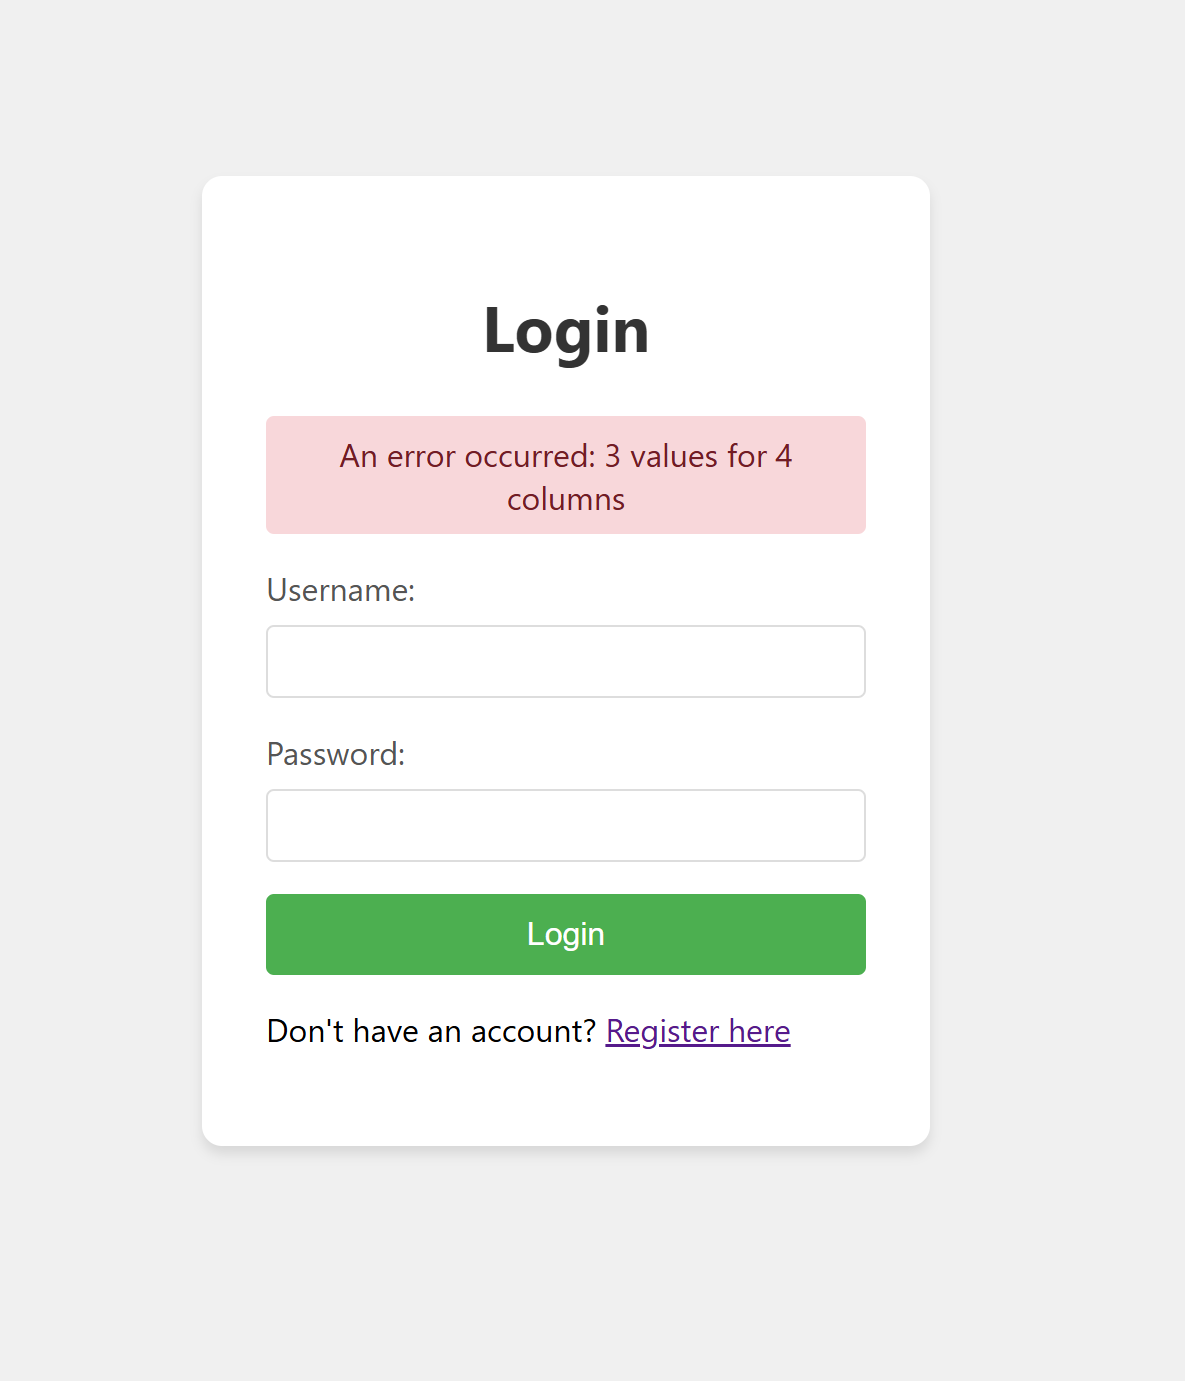 Login
An error occurred: 3 values for 4
columns
Username:
Password:
Login
Don't have an account? Register here